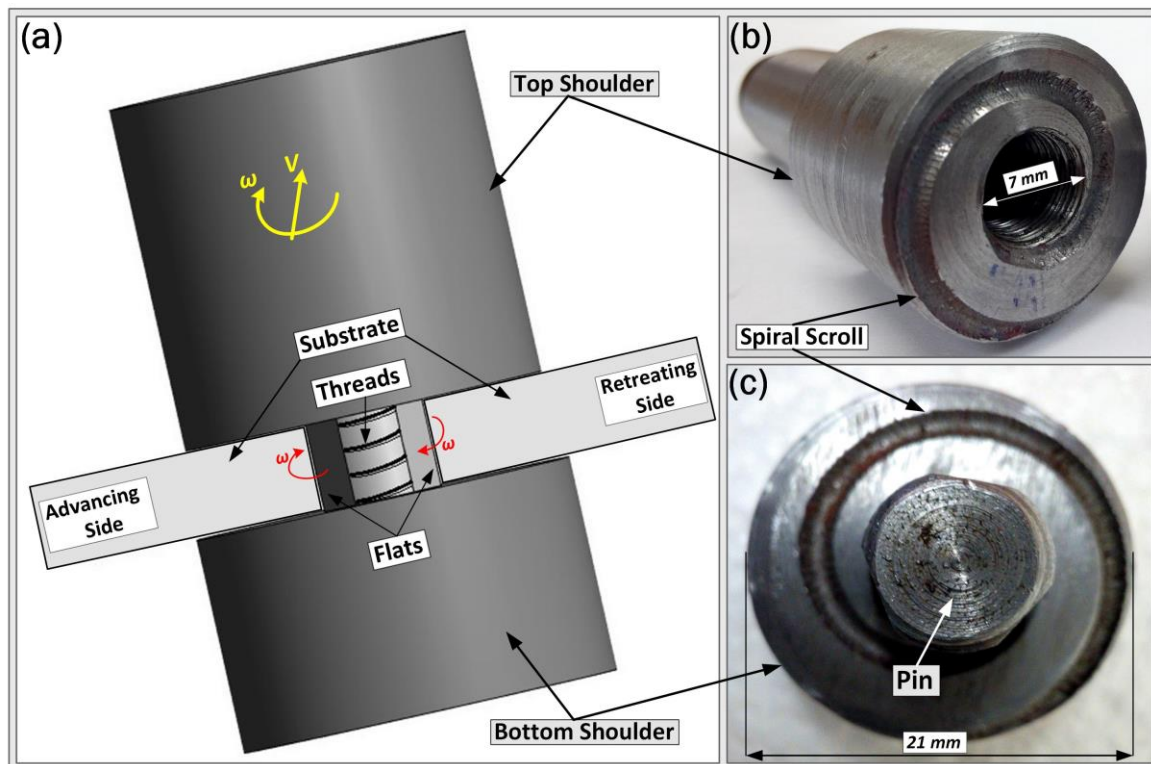 (a)
Top Shoulder
ω
V
Substrate
Threads
Retreating
Side
ω
ω
Advancing
Side
Flats
Bottom Shoulder
(b)
7 mm
Spiral Scroll
(c)
Pin
21 mm